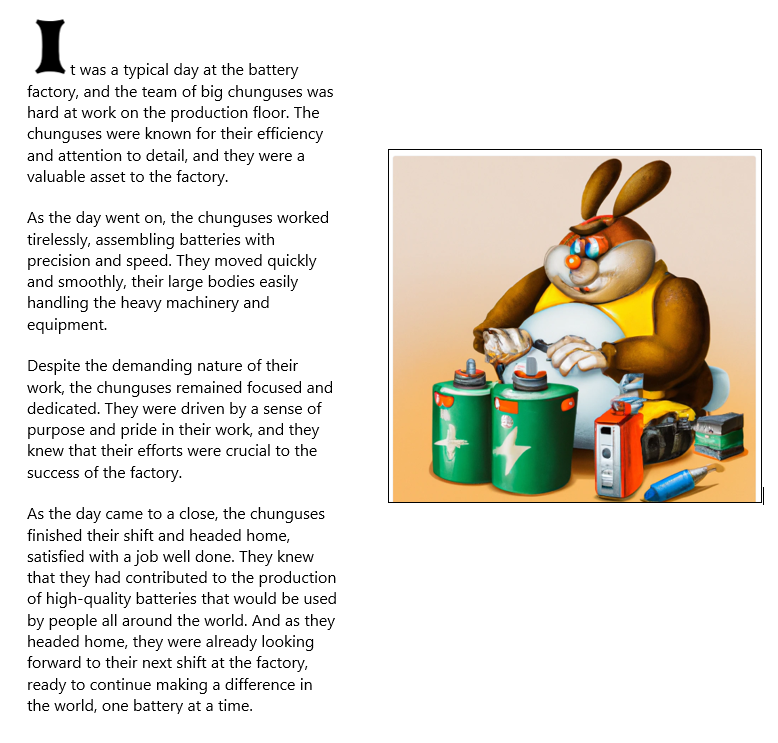 It was a typical day at the battery
factory, and the team of big chunguses was
hard at work on the production floor. The
chunguses were known for their efficiency
and attention to detail, and they were a
valuable asset to the factory.
As the day went on, the chunguses worked
tirelessly, assembling batteries with
precision and speed. They moved quickly
and smoothly, their large bodies easily
handling the heavy machinery and
equipment.
Despite the demanding nature of their
work, the chunguses remained focused and
dedicated. They were driven by a sense of
purpose and pride in their work, and they
knew that their efforts were crucial to the
success of the factory.
As the day came to a close, the chunguses
finished their shift and headed home,
satisfied with a job well done. They knew
that they had contributed to the production
of high-quality batteries that would be used
by people all around the world. And as they
headed home, they were already looking
forward to their next shift at the factory,
ready to continue making a difference in
the world, one battery at a time.